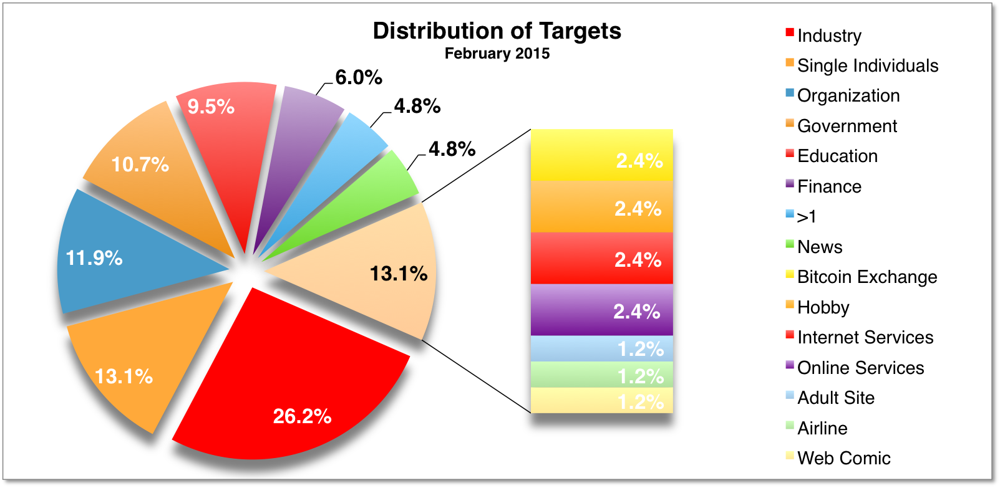 Distribution of Targets
February 2015
6.0%
4.8%
4.8%
9.5%
10.7%
11.9%
13.1%
26.2%
13.1%
2.4%
2.4%
2.4%
2.4%
1.2%
1.2%
1.2%
Industry
Single Individuals
Organization
Government
Education
Finance
>1
News
Bitcoin Exchange
Hobby
Internet Services
Online Services
Adult Site
Airline
Web Comic